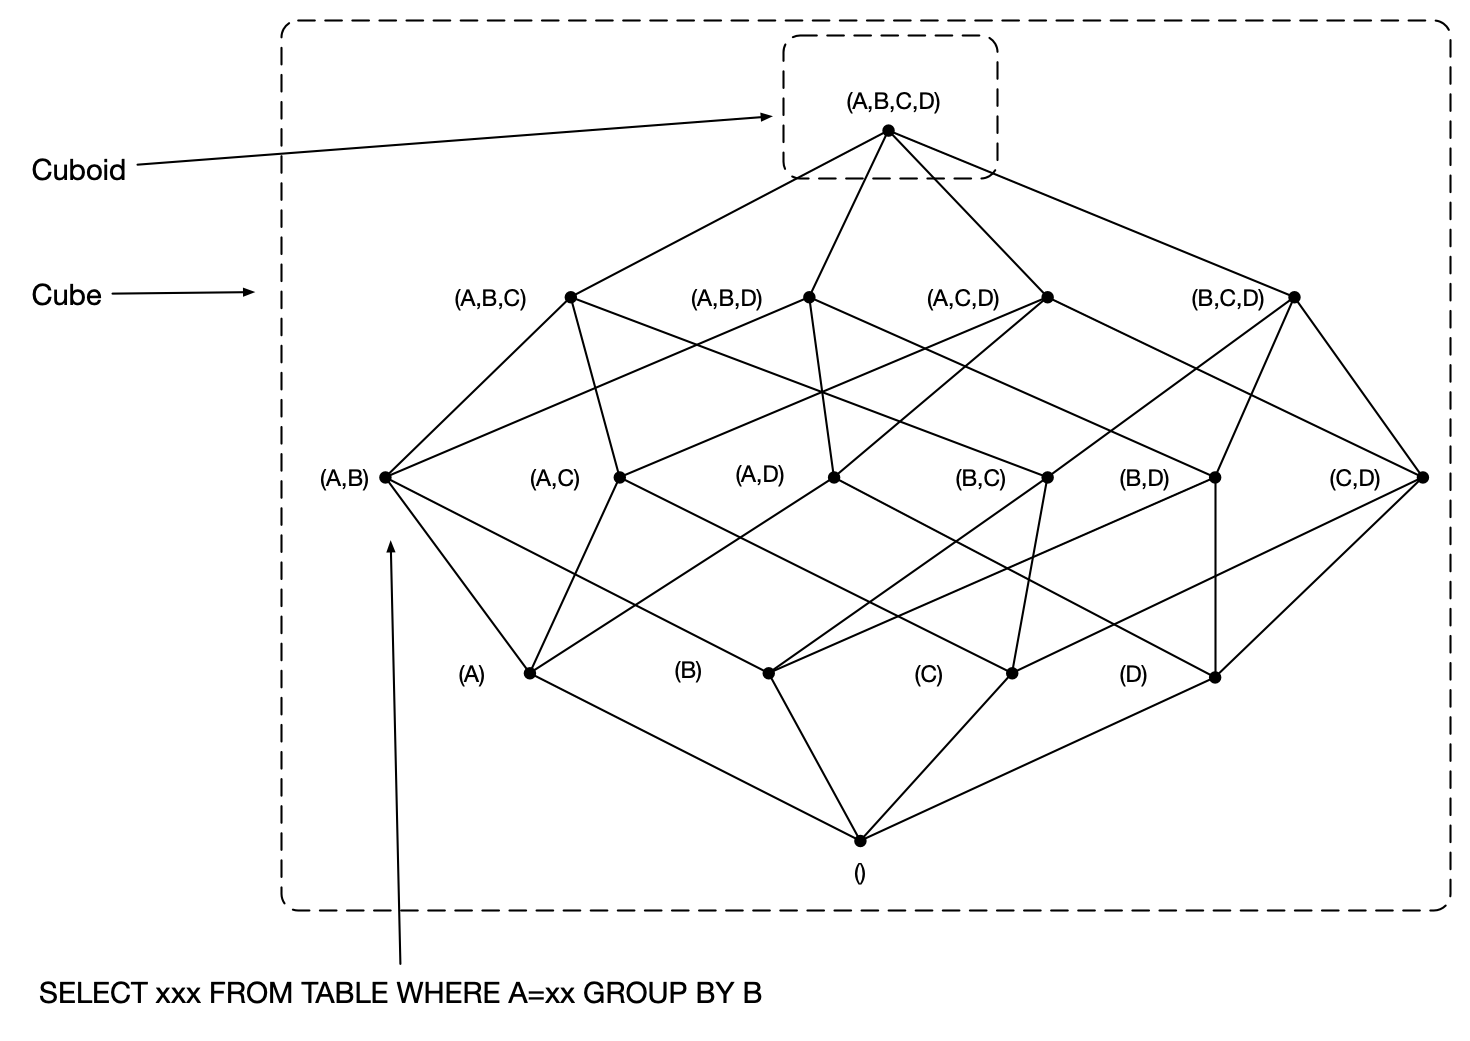 (A,B,C,D)
Cuboid
Cube
(A,B,C)
(A,B,D)
(A,C,D)
(B,C,D)
(A,B)
(A,C)
(A,D)
(B,C)
(B,D)
(C,D)
(A)
(B)
(C)
(D)
()
SELECT xxx FROM TABLE WHERE A=xx GROUP BY B